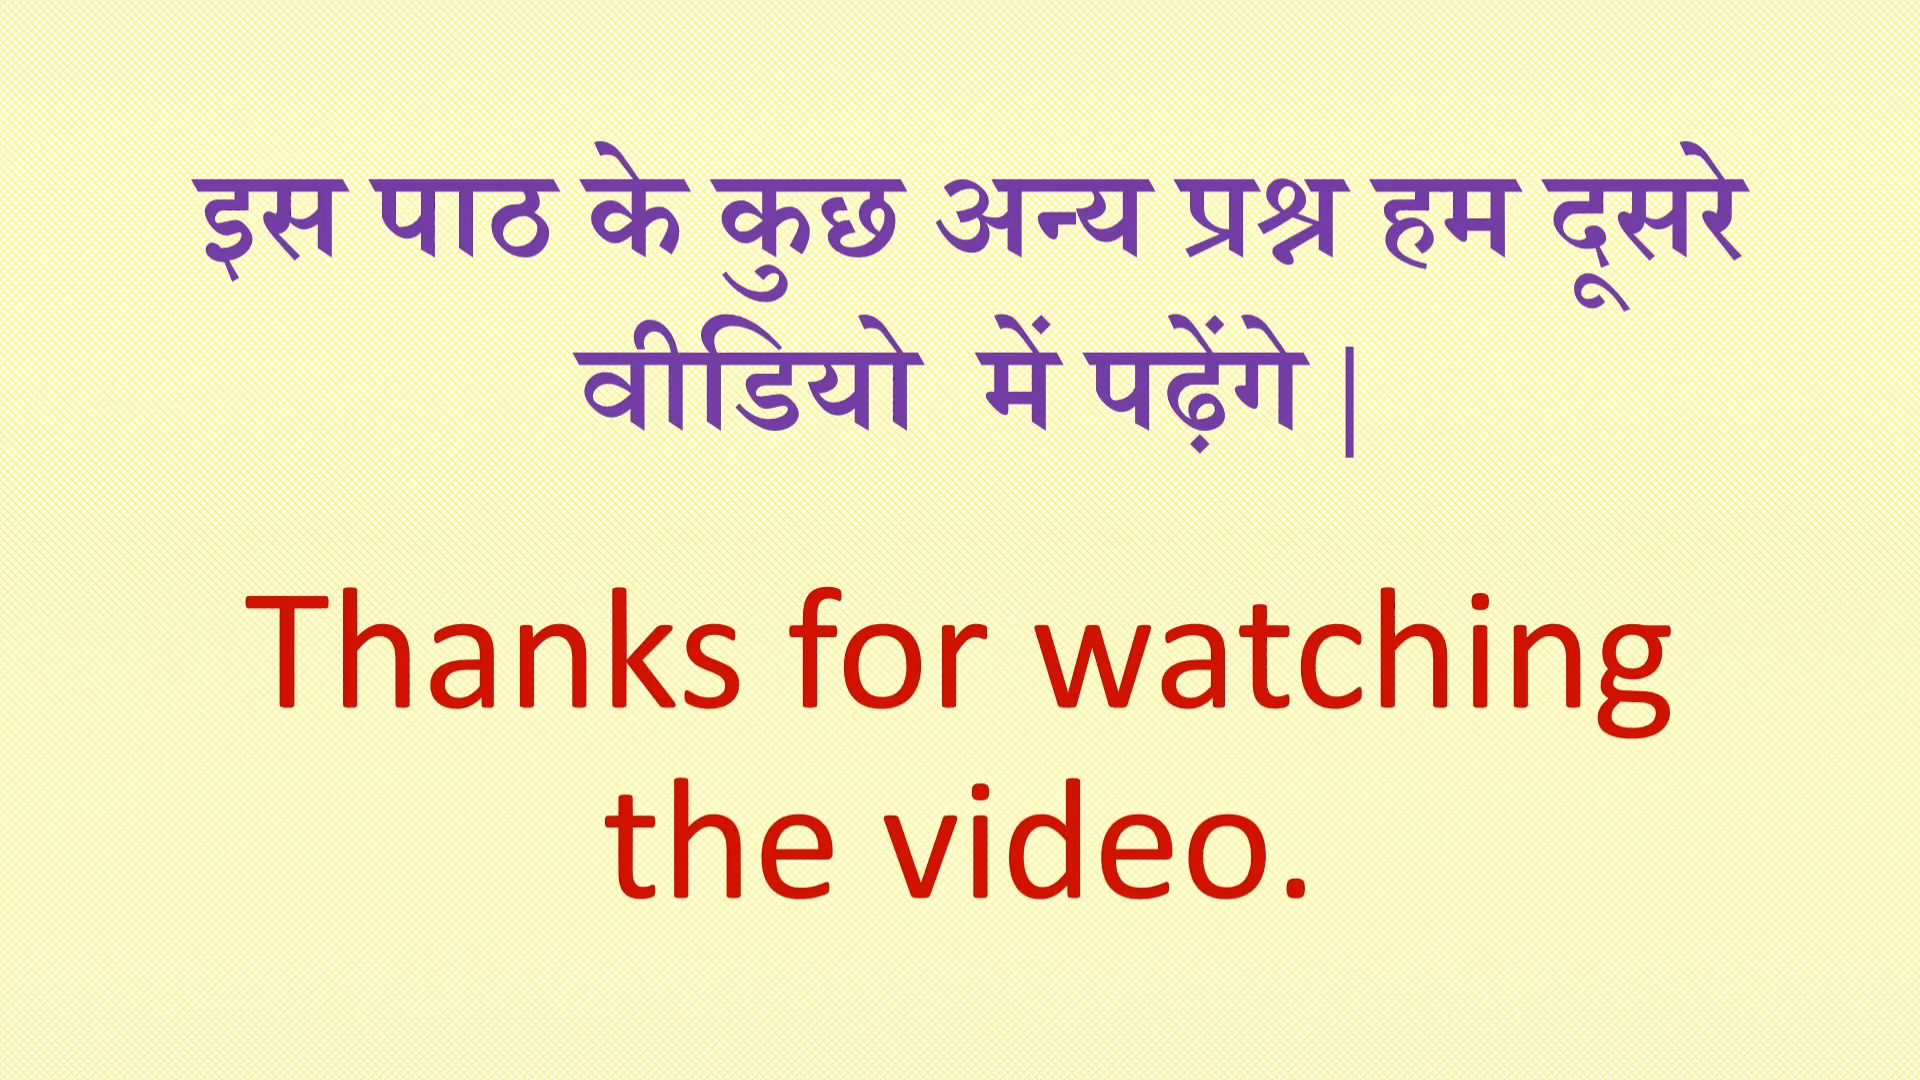 इस पाठ के कुछ अन्य प्रश्न हम दूसरे
वीडियो  में पढ़ेंगे |
Thanks for watching
the video.